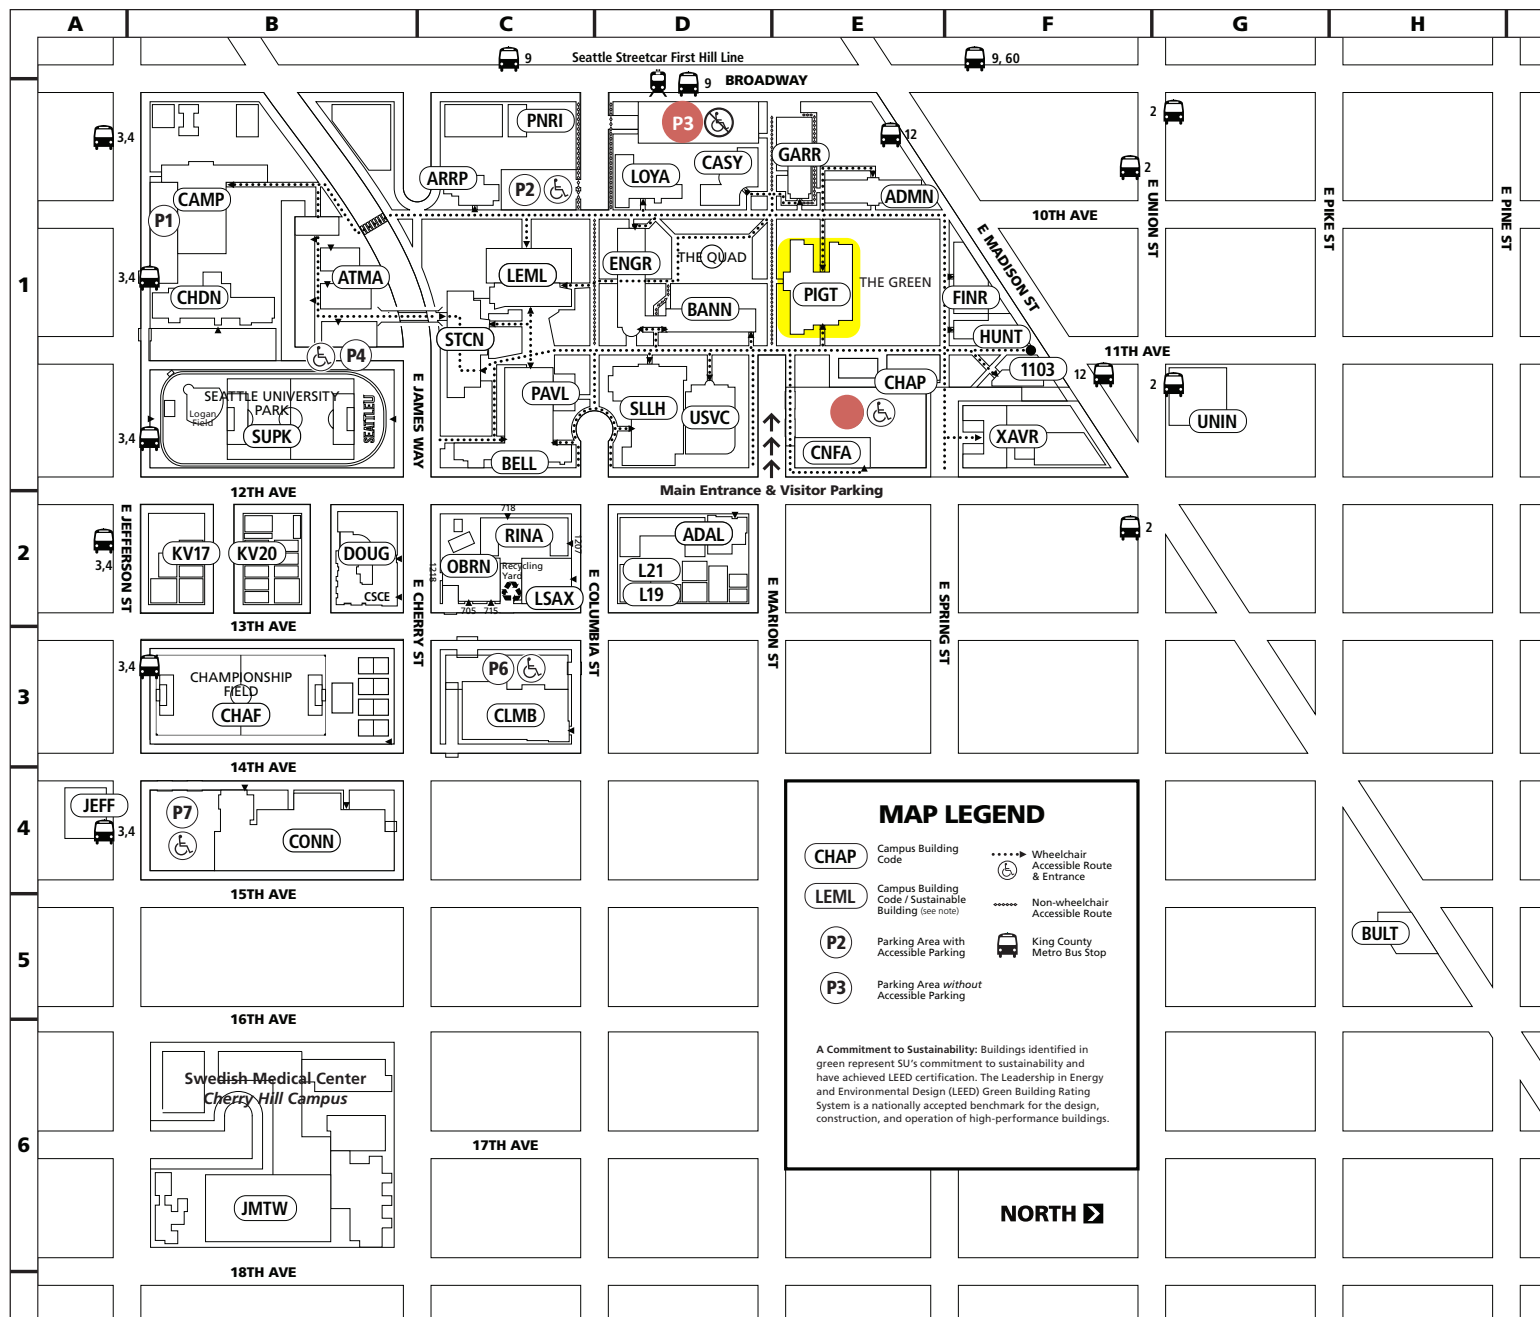 A B C D E F G H
9 Seattle Streetcar First Hill Line 9, 60
9 BROADWAY
1
2
3
4
5
6
3,4
PNRI
P3
CASY
GARR
12
2
2
ARRP
P2
LOYA
ADMN
CAMP
P1
10TH AVE
E UNION ST
E PIKE ST
E PINE ST
E MADISON ST
3,4
CHDN
ATMA
LEML
ENGR
THE QUAD
BANN
PIGT
THE GREEN
FINR
HUNT
STCN
P4
11TH AVE
1103
12
2
CHAP
PAVL
SLLH
USVC
E JAMES WAY
SEATTLE UNIVERSITY
PARK
Logan
Field
SUPK
SEATTLEU
3,4
BELL
CNFA
XAVR
UNIN
12TH AVE
Main Entrance & Visitor Parking
E JEFFERSON ST
3,4
KV17
KV20
DOUG
CSCE
E CHERRY ST
718
RINA
1207
OBRN
1218
Recycling
Yard
LSAX
705 715
E COLUMBIA ST
ADAL
L21
L19
E MARION ST
E SPRING ST
2
13TH AVE
3,4
CHAMPIONSHIP
FIELD
CHAF
P6
CLMB
14TH AVE
JEFF
3,4
P7
CONN
15TH AVE
BULT
16TH AVE
Swedish Medical Center
Cherry Hill Campus
17TH AVE
JMTW
18TH AVE
MAP LEGEND
CHAP
Campus Building
Code
LEML
Campus Building
Code / Sustainable
Building (see note)
P2
Parking Area with
Accessible Parking
P3
Parking Area without
Accessible Parking
Wheelchair
Accessible Route
& Entrance
Non-wheelchair
Accessible Route
King County
Metro Bus Stop
A Commitment to Sustainability: Buildings identified in
green represent SU's commitment to sustainability and
have achieved LEED certification. The Leadership in Energy
and Environmental Design (LEED) Green Building Rating
System is a nationally accepted benchmark for the design,
construction, and operation of high-performance buildings.
NORTH